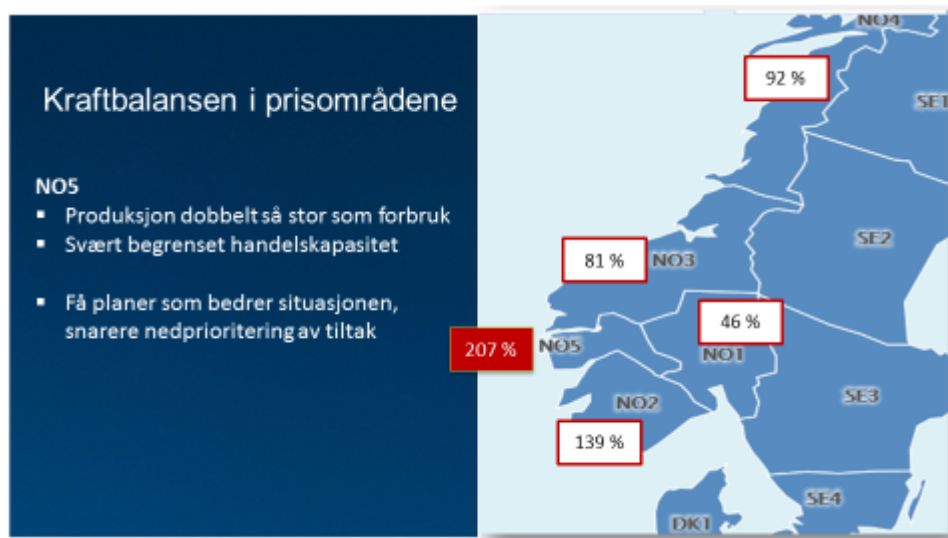 Kraftbalansen i prisområdene
NO5
▪ Produksjon dobbelt så stor som forbruk
▪ Svært begrenset handelskapasitet
▪ Få planer som bedrer situasjonen,
snarere nedprioritering av tiltak
NO4
92 %
SE1
SE2
81 %
NO3
46 %
207 %
NO5
NO1
SE3
NO2
139 %
SE4
DK1